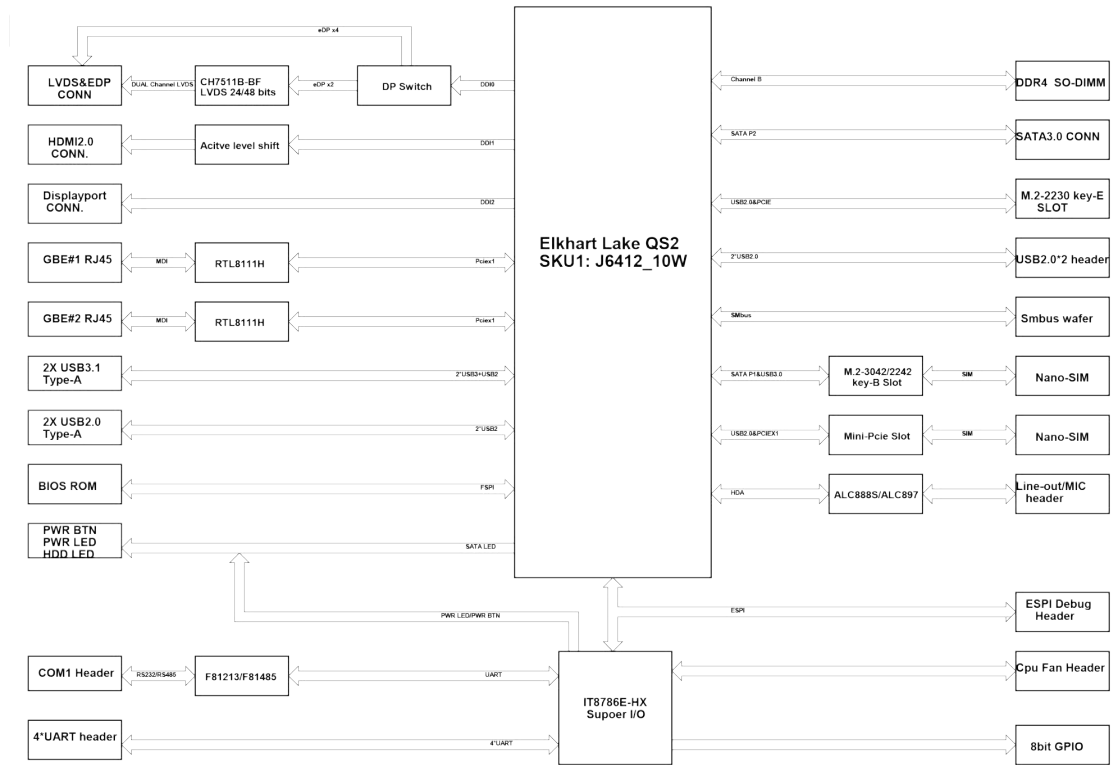 eDP x4
LVDS&EDP
CONN
DUAL Channel LVDS
CH7511B-BF
LVDS 24/48 bits
eDP x2
DP Switch
DDI0
HDMI2.0
CONN.
Acitve level shift
DDI1
Displayport
CONN.
DDI2
GBE#1 RJ45
MDI
RTL8111H
Pciex1
GBE#2 RJ45
MDI
RTL8111H
Pciex1
2X USB3.1
Type-A
2*USB3+USB2
2X USB2.0
Type-A
2*USB2
BIOS ROM
FSPI
PWR BTN
PWR LED
HDD LED
SATA LED
PWR LED/PWR BTN
Elkhart Lake QS2
SKU1: J6412_10W
Channel B
DDR4 SO-DIMM
SATA P2
SATA3.0 CONN
USB2.0&PCIE
M.2-2230 key-E
SLOT
2*USB2.0
USB2.0*2 header
SMbus
Smbus wafer
SATA P1&USB3.0
M.2-3042/2242
key-B Slot
SIM
Nano-SIM
USB2.0&PCIEX1
Mini-Pcie Slot
SIM
Nano-SIM
HDA
ALC888S/ALC897
Line-out/MIC
header
ESPI
ESPI Debug
Header
COM1 Header
RS232/RS485
F81213/F81485
UART
4*UART header
4*UART
IT8786E-HX
Supoer I/O
Cpu Fan Header
8bit GPIO